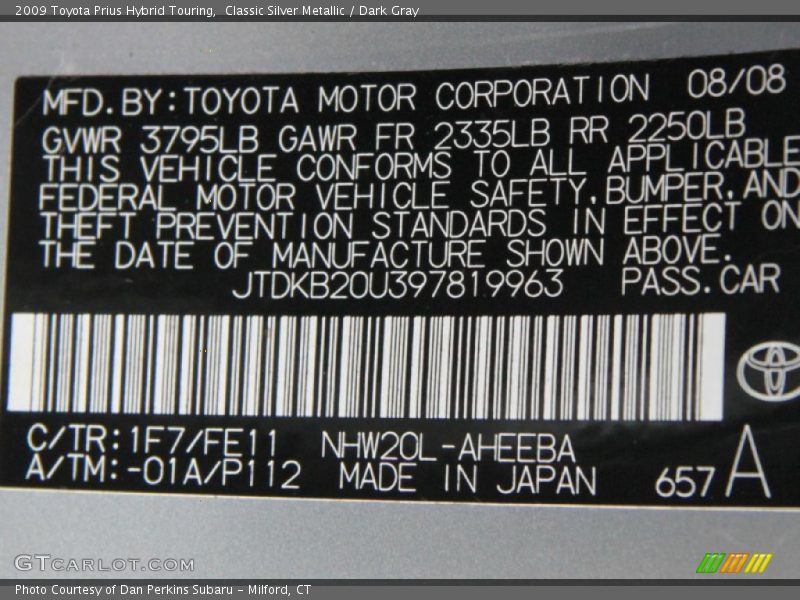 2009 Toyota Prius Hybrid Touring,  Classic Silver Metallic / Dark Gray
MFD. BY: TOYOTA MOTOR CORPORATION 08/08
GVWR 3795LB GAWR FR 2335LB RR 2250LB
THIS VEHICLE CONFORMS TO ALL APPLICABLE
FEDERAL MOTOR VEHICLE SAFETY, BUMPER, AND
THEFT PREVENTION STANDARDS IN EFFECT ON
THE DATE OF MANUFACTURE SHOWN ABOVE.
JTDKB20U397819963 PASS. CAR
C/TR: 1F7/FE11 NHW20L-AHEEBA
A/TM: -01A/P112 MADE IN JAPAN 657 A
GTCARLOT.COM
Photo Courtesy of Dan Perkins Subaru - Milford, CT